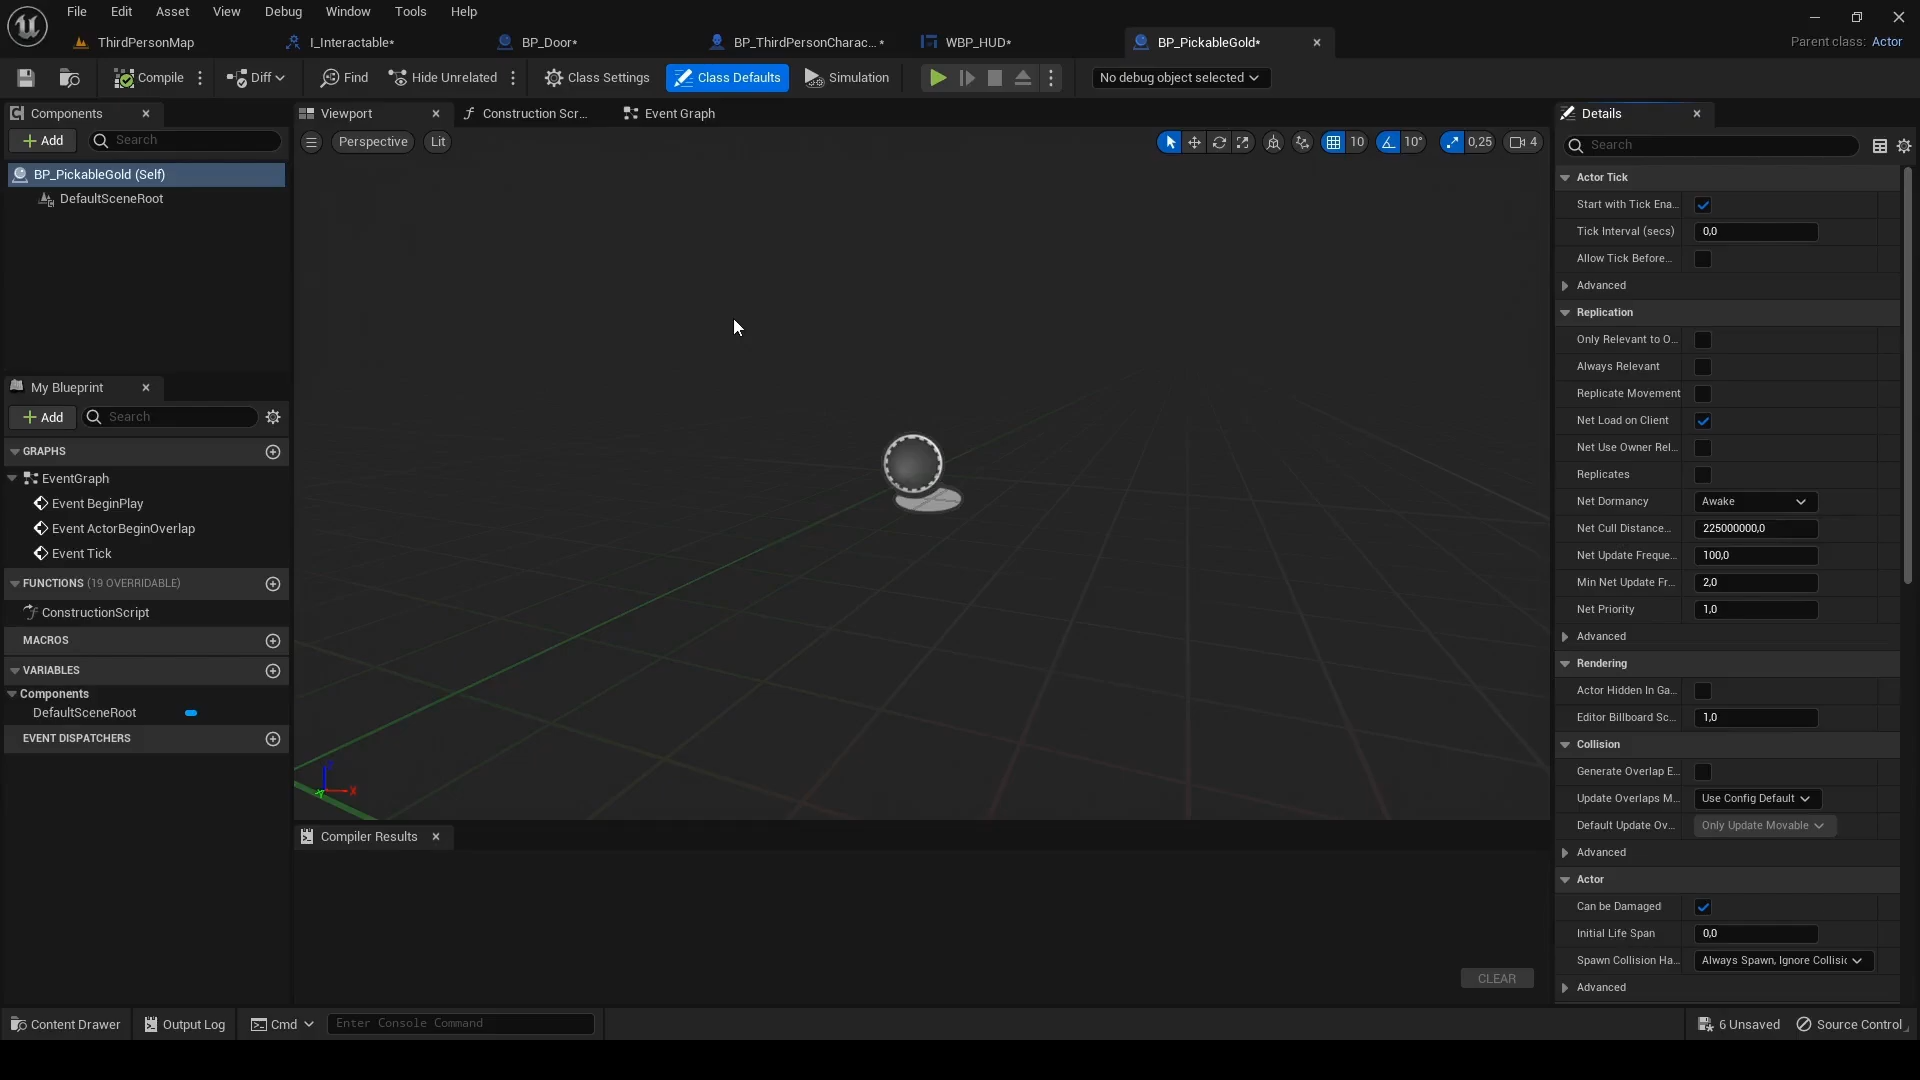 File Edit Asset View Debug Window Tools Help
ThirdPersonMap I_Interactable* BP_Door* BP_ThirdPersonCharac...* WBP_HUD* BP_PickableGold* Parent class: Actor
Compile Diff Find Hide Unrelated Class Settings Class Defaults Simulation No debug object selected
Components
Add Search
BP_PickableGold (Self)
DefaultSceneRoot
My Blueprint
Add Search
GRAPHS
EventGraph
Event BeginPlay
Event ActorBeginOverlap
Event Tick
FUNCTIONS (19 OVERRIDABLE)
ConstructionScript
MACROS
VARIABLES
Components
DefaultSceneRoot
EVENT DISPATCHERS
Viewport Construction Scr... Event Graph
Perspective Lit 10 10° 0,25 4
X
Compiler Results
CLEAR
Details
Search
Actor Tick
Start with Tick Ena...
Tick Interval (secs) 0,0
Allow Tick Before...
Advanced
Replication
Only Relevant to O...
Always Relevant
Replicate Movement
Net Load on Client
Net Use Owner Rel...
Replicates
Net Dormancy Awake
Net Cull Distance... 225000000,0
Net Update Freque... 100,0
Min Net Update Fr... 2,0
Net Priority 1,0
Advanced
Rendering
Actor Hidden In Ga...
Editor Billboard Sc... 1,0
Collision
Generate Overlap E...
Update Overlaps M... Use Config Default
Default Update Ov... Only Update Movable
Advanced
Actor
Can be Damaged
Initial Life Span 0,0
Spawn Collision Ha... Always Spawn, Ignore Collisic
Advanced
Content Drawer Output Log Cmd Enter Console Command 6 Unsaved Source Control